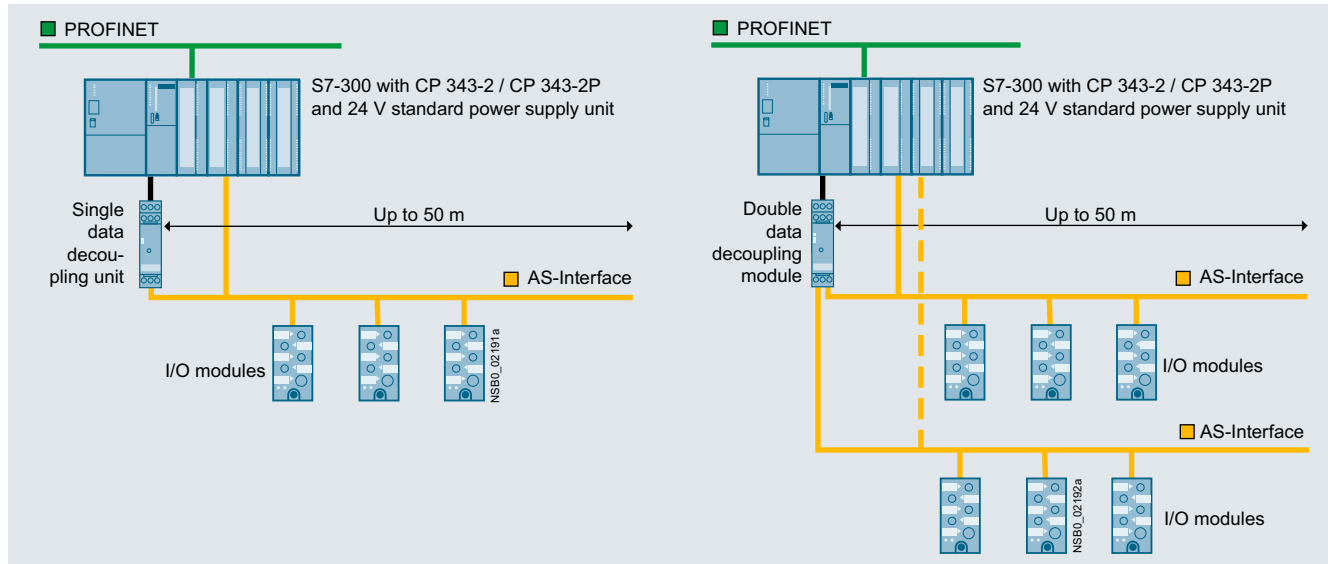 PROFINET
S7-300 with CP 343-2 / CP 343-2P
and 24 V standard power supply unit
Single
data
decou-
pling unit
Up to 50 m
AS-Interface
I/O modules
NSB0_02191a
PROFINET
S7-300 with CP 343-2 / CP 343-2P
and 24 V standard power supply unit
Double
data
decoupling
module
Up to 50 m
AS-Interface
I/O modules
AS-Interface
NSB0_02192a
I/O modules